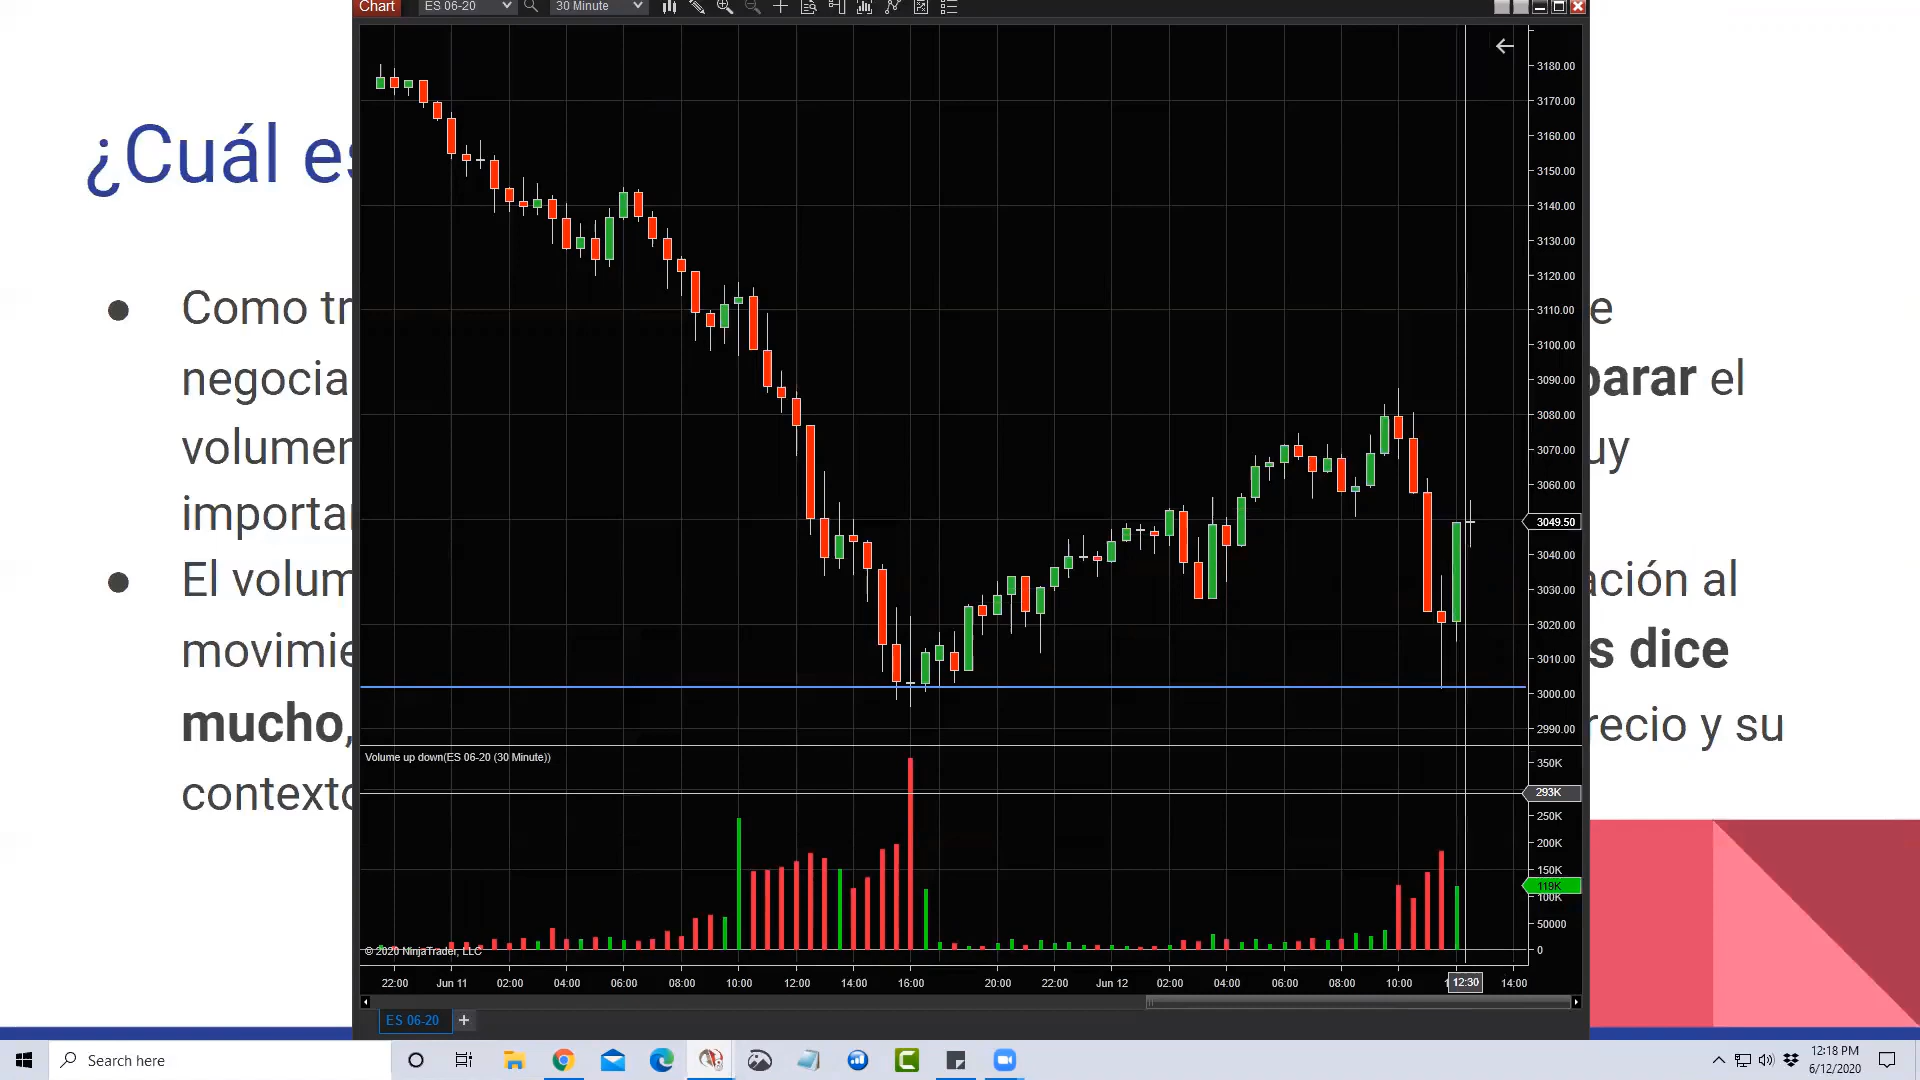 Chart ES 06-20 30 Minute
¿Cuál es
Como tr
negocia
parar el
volumen
uy
importan
El volum
ación al
movimie
s dice
mucho,
recio y su
contexto
3180.00
3170.00
3160.00
3150.00
3140.00
3130.00
3120.00
3110.00
3100.00
3090.00
3080.00
3070.00
3060.00
3049.50
3040.00
3030.00
3020.00
3010.00
3000.00
2990.00
Volume up down(ES 06-20 (30 Minute))
350K
293K
250K
200K
150K
119K
100K
50000
0
© 2020 NinjaTrader, LLC
22:00 Jun 11 02:00 04:00 06:00 08:00 10:00 12:00 14:00 16:00 20:00 22:00 Jun 12 02:00 04:00 06:00 08:00 10:00 12:30 14:00
ES 06-20 +
Search here
12:18 PM
6/12/2020